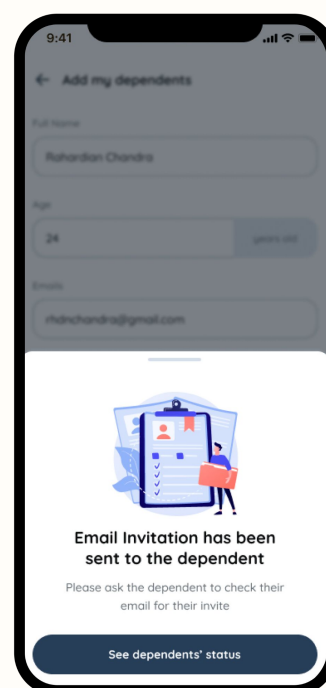 9:41
Add my dependents
Full Name
Rahardian Chandra
Age
24 years old
Emails
rhdnchandra@gmail.com
Email Invitation has been
sent to the dependent
Please ask the dependent to check their
email for their invite
See dependents' status